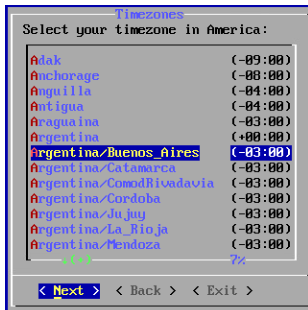 Timezones
Select your timezone in America:
Adak (-09:00)
Anchorage (-08:00)
Anguilla (-04:00)
Antigua (-04:00)
Araguaina (-03:00)
Argentina (+00:00)
Argentina/Buenos_Aires (-03:00)
Argentina/Catamarca (-03:00)
Argentina/ComodRivadavia (-03:00)
Argentina/Cordoba (-03:00)
Argentina/Jujuy (-03:00)
Argentina/La_Rioja (-03:00)
Argentina/Mendoza (-03:00)
↓(+) 7%
< Next > < Back > < Exit >